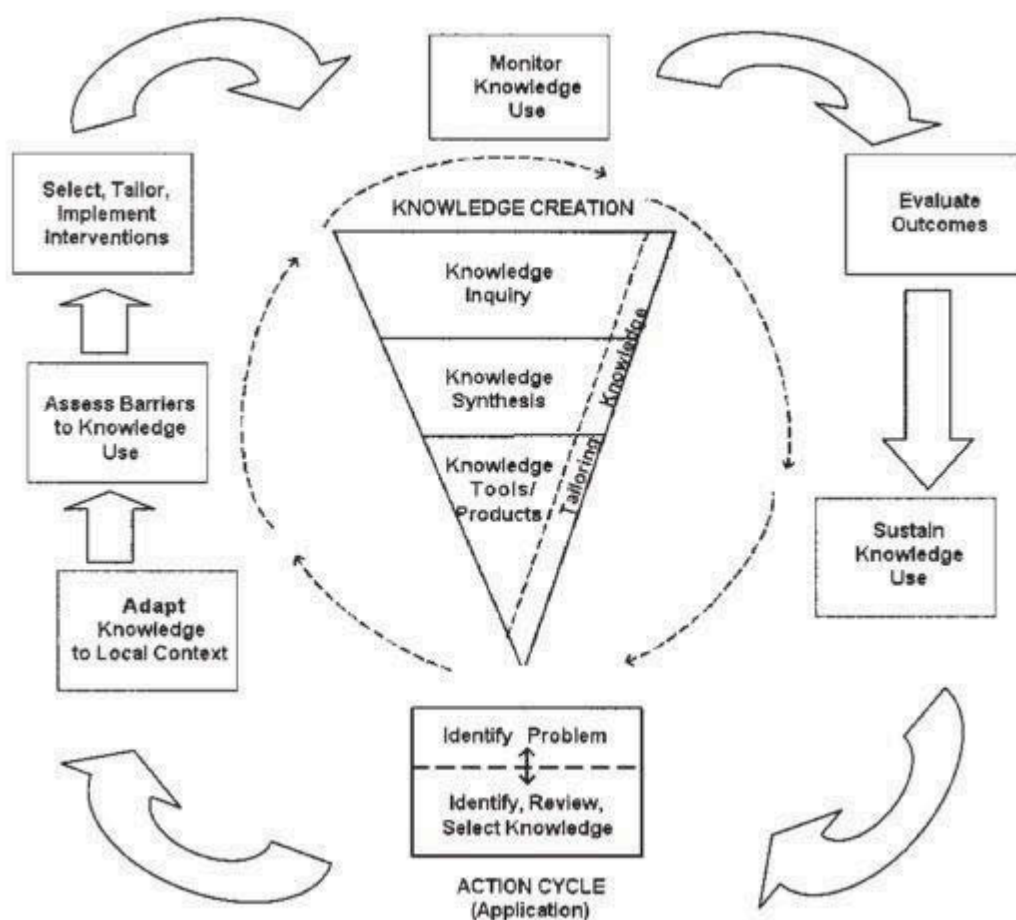 Monitor
Knowledge
Use
Select, Tailor,
Implement
Interventions
Evaluate
Outcomes
KNOWLEDGE CREATION
Knowledge
Inquiry
Knowledge
Synthesis
Knowledge
Tools/
Products
Tailoring
Knowledge
Assess Barriers
to Knowledge
Use
Sustain
Knowledge
Use
Adapt
Knowledge
to Local Context
Identify Problem
Identify, Review,
Select Knowledge
ACTION CYCLE
(Application)